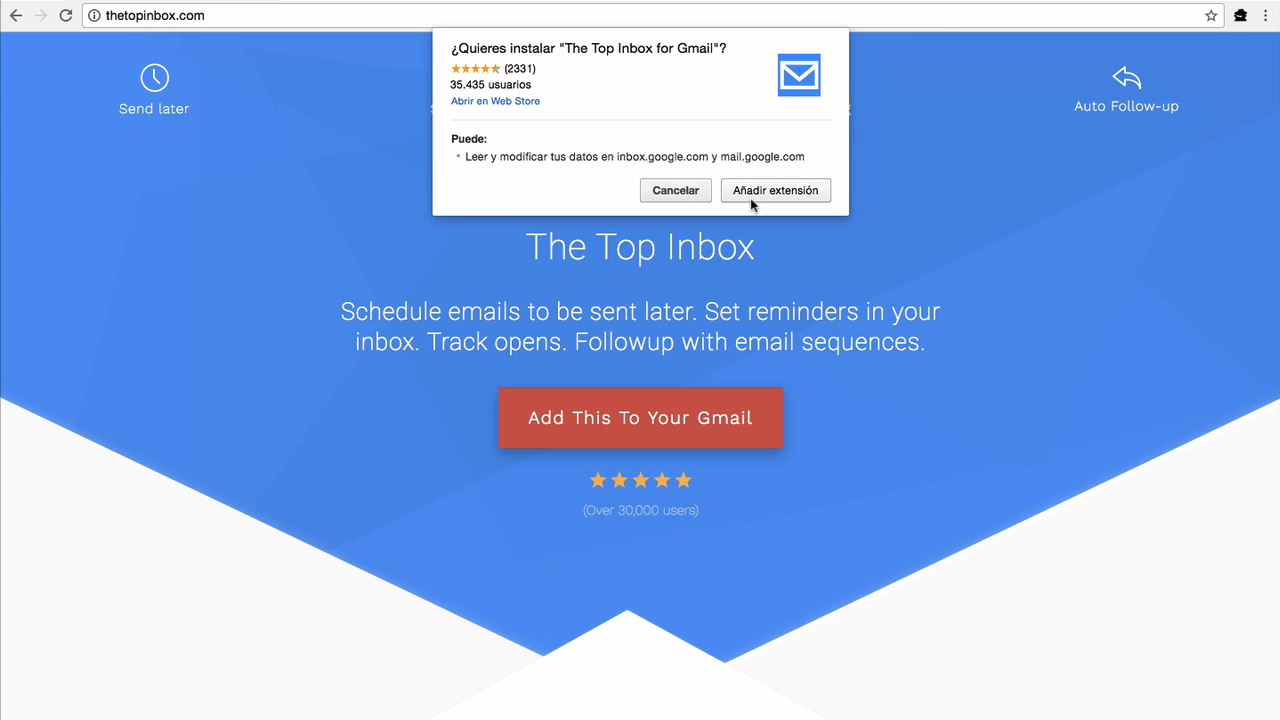 thetopinbox.com
¿Quieres instalar "The Top Inbox for Gmail"?
(2331)
35.435 usuarios
Abrir en Web Store
Puede:
Leer y modificar tus datos en inbox.google.com y mail.google.com
Cancelar
Añadir extensión
Send later
Auto Follow-up
The Top Inbox
Schedule emails to be sent later. Set reminders in your
inbox. Track opens. Followup with email sequences.
Add This To Your Gmail
(Over 30,000 users)